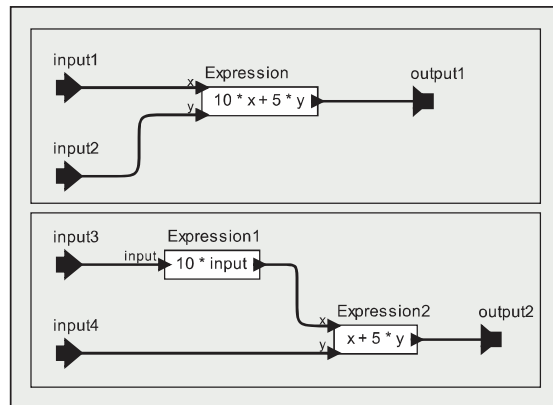 input1
Expression
output1
x
10 * x + 5 * y
y
input2
input3
Expression1
input
10 * input
input4
x
Expression2
output2
x + 5 * y
y